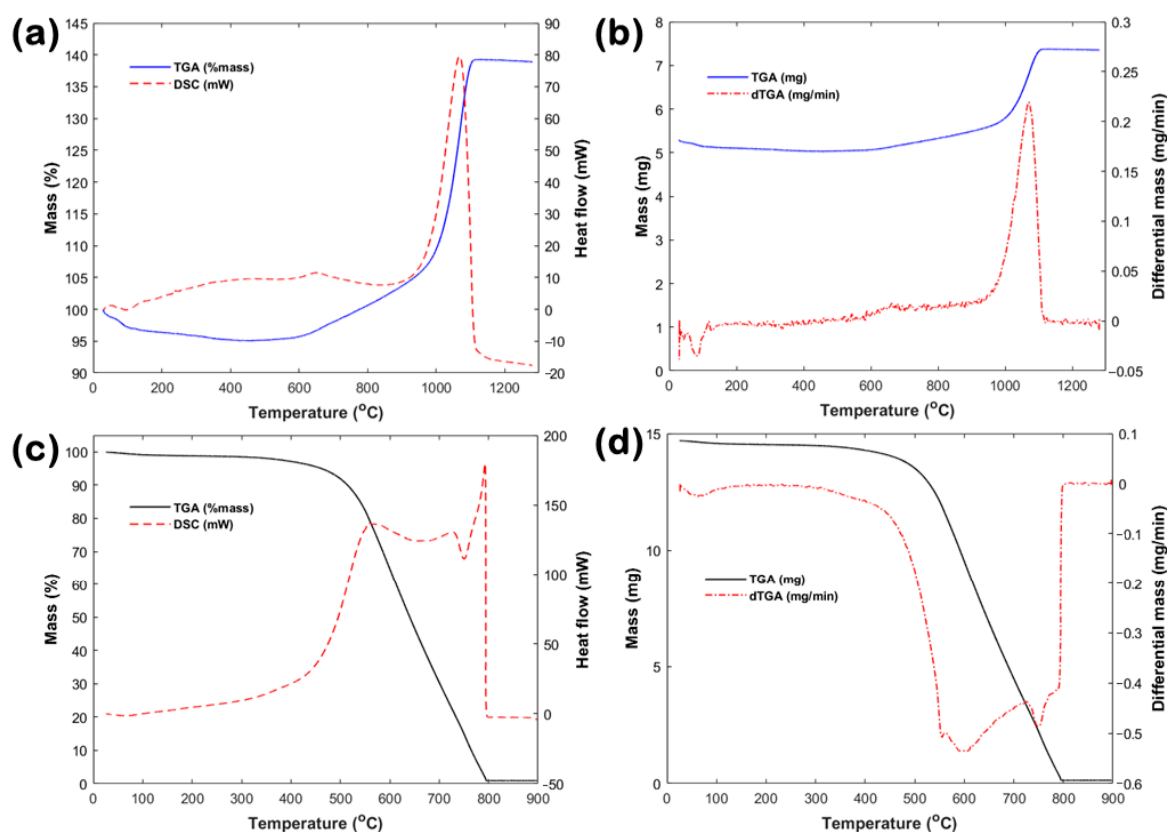 (a)
145
140
135
130
125
120
115
110
105
100
95
90
Mass (%)
TGA (%mass)
DSC (mW)
90
80
70
60
50
40
30
20
10
0
−10
−20
Heat flow (mW)
0 200 400 600 800 1000 1200
Temperature (°C)
(b)
8
7
6
5
4
3
2
1
0
Mass (mg)
TGA (mg)
dTGA (mg/min)
0.3
0.25
0.2
0.15
0.1
0.05
0
−0.05
Differential mass (mg/min)
0 200 400 600 800 1000 1200
Temperature (°C)
(c)
100
90
80
70
60
50
40
30
20
10
0
Mass (%)
TGA (%mass)
DSC (mW)
200
150
100
50
0
−50
Heat flow (mW)
0 100 200 300 400 500 600 700 800 900
Temperature (°C)
(d)
15
10
5
0
Mass (mg)
TGA (mg)
dTGA (mg/min)
0.1
0
−0.1
−0.2
−0.3
−0.4
−0.5
−0.6
Differential mass (mg/min)
0 100 200 300 400 500 600 700 800 900
Temperature (°C)